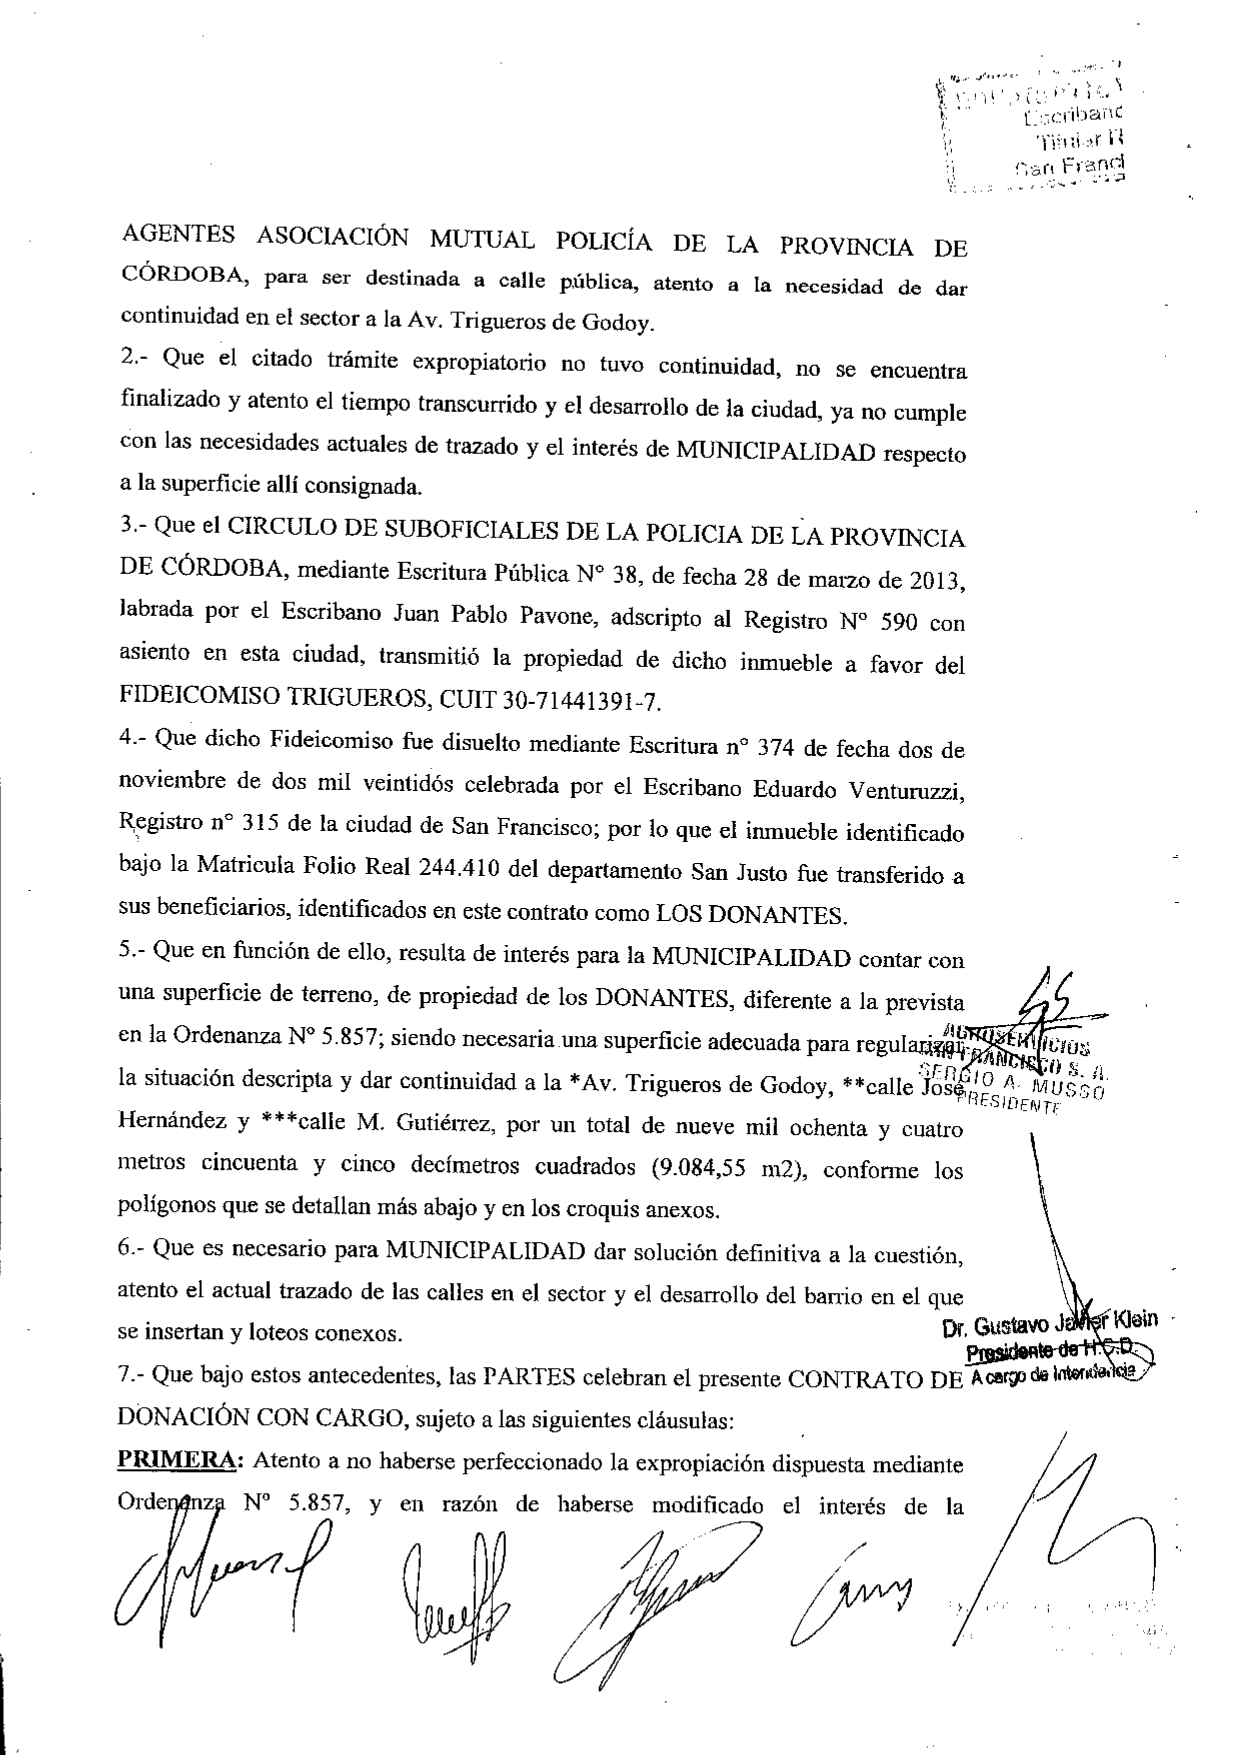 Escribano
Titular R
San Franci
AGENTES ASOCIACIÓN MUTUAL POLICÍA DE LA PROVINCIA DE
CÓRDOBA, para ser destinada a calle pública, atento a la necesidad de dar
continuidad en el sector a la Av. Trigueros de Godoy.
2.- Que el citado trámite expropiatorio no tuvo continuidad, no se encuentra
finalizado y atento el tiempo transcurrido y el desarrollo de la ciudad, ya no cumple
con las necesidades actuales de trazado y el interés de MUNICIPALIDAD respecto
a la superficie allí consignada.
3.- Que el CIRCULO DE SUBOFICIALES DE LA POLICIA DE LA PROVINCIA
DE CÓRDOBA, mediante Escritura Pública N° 38, de fecha 28 de marzo de 2013,
labrada por el Escribano Juan Pablo Pavone, adscripto al Registro N° 590 con
asiento en esta ciudad, transmitió la propiedad de dicho inmueble a favor del
FIDEICOMISO TRIGUEROS, CUIT 30-71441391-7.
4.- Que dicho Fideicomiso fue disuelto mediante Escritura n° 374 de fecha dos de
noviembre de dos mil veintidós celebrada por el Escribano Eduardo Venturuzzi,
Registro n° 315 de la ciudad de San Francisco; por lo que el inmueble identificado
bajo la Matricula Folio Real 244.410 del departamento San Justo fue transferido a
sus beneficiarios, identificados en este contrato como LOS DONANTES.
5.- Que en función de ello, resulta de interés para la MUNICIPALIDAD contar con
una superficie de terreno, de propiedad de los DONANTES, diferente a la prevista
en la Ordenanza N° 5.857; siendo necesaria una superficie adecuada para regularizar
la situación descripta y dar continuidad a la *Av. Trigueros de Godoy, **calle José
Hernández y ***calle M. Gutiérrez, por un total de nueve mil ochenta y cuatro
metros cincuenta y cinco decímetros cuadrados (9.084,55 m2), conforme los
polígonos que se detallan más abajo y en los croquis anexos.
AGROSERVICIOS
SAN FRANCISCO S. A.
SERGIO A. MUSSO
PRESIDENTE
6.- Que es necesario para MUNICIPALIDAD dar solución definitiva a la cuestión,
atento el actual trazado de las calles en el sector y el desarrollo del barrio en el que
se insertan y loteos conexos.
Dr. Gustavo Javier Klein
Presidente de H.C.D.
A cargo de Intendencia
7.- Que bajo estos antecedentes, las PARTES celebran el presente CONTRATO DE
DONACIÓN CON CARGO, sujeto a las siguientes cláusulas:
PRIMERA: Atento a no haberse perfeccionado la expropiación dispuesta mediante
Ordenanza N° 5.857, y en razón de haberse modificado el interés de la